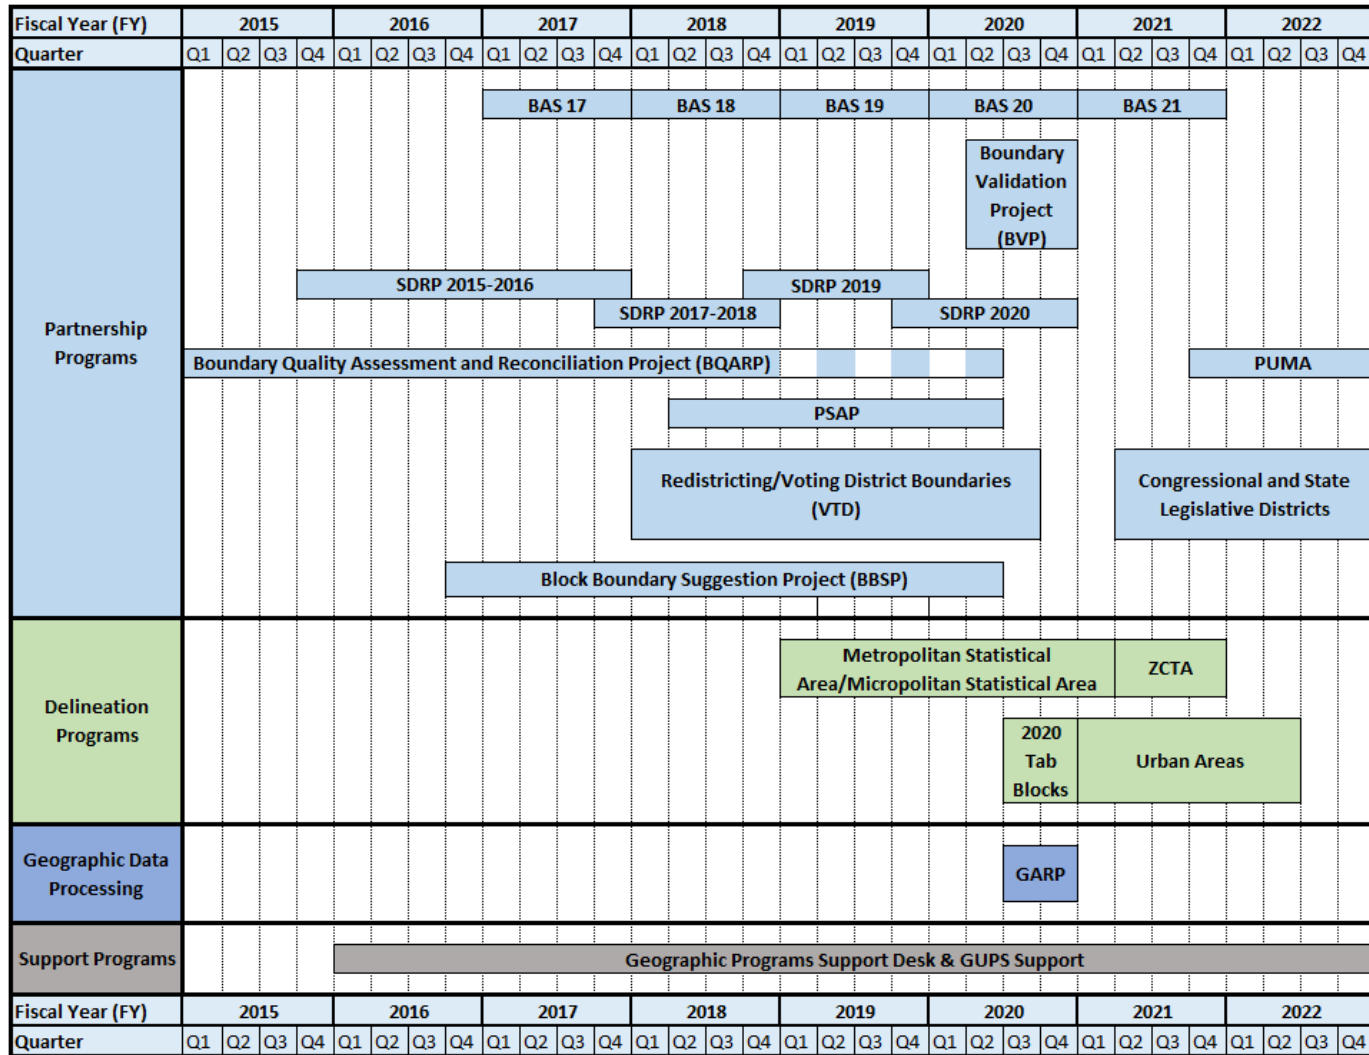 Fiscal Year (FY) 2015 2016 2017 2018 2019 2020 2021 2022
Quarter Q1 Q2 Q3 Q4 Q1 Q2 Q3 Q4 Q1 Q2 Q3 Q4 Q1 Q2 Q3 Q4 Q1 Q2 Q3 Q4 Q1 Q2 Q3 Q4 Q1 Q2 Q3 Q4 Q1 Q2 Q3 Q4
Partnership
Programs
BAS 17 BAS 18 BAS 19 BAS 20 BAS 21
Boundary
Validation
Project
(BVP)
SDRP 2015-2016 SDRP 2019
SDRP 2017-2018 SDRP 2020
Boundary Quality Assessment and Reconciliation Project (BQARP) PUMA
PSAP
Redistricting/Voting District Boundaries
(VTD)
Congressional and State
Legislative Districts
Block Boundary Suggestion Project (BBSP)
Delineation
Programs
Metropolitan Statistical
Area/Micropolitan Statistical Area
ZCTA
2020
Tab
Blocks
Urban Areas
Geographic Data
Processing
GARP
Support Programs Geographic Programs Support Desk & GUPS Support
Fiscal Year (FY) 2015 2016 2017 2018 2019 2020 2021 2022
Quarter Q1 Q2 Q3 Q4 Q1 Q2 Q3 Q4 Q1 Q2 Q3 Q4 Q1 Q2 Q3 Q4 Q1 Q2 Q3 Q4 Q1 Q2 Q3 Q4 Q1 Q2 Q3 Q4 Q1 Q2 Q3 Q4